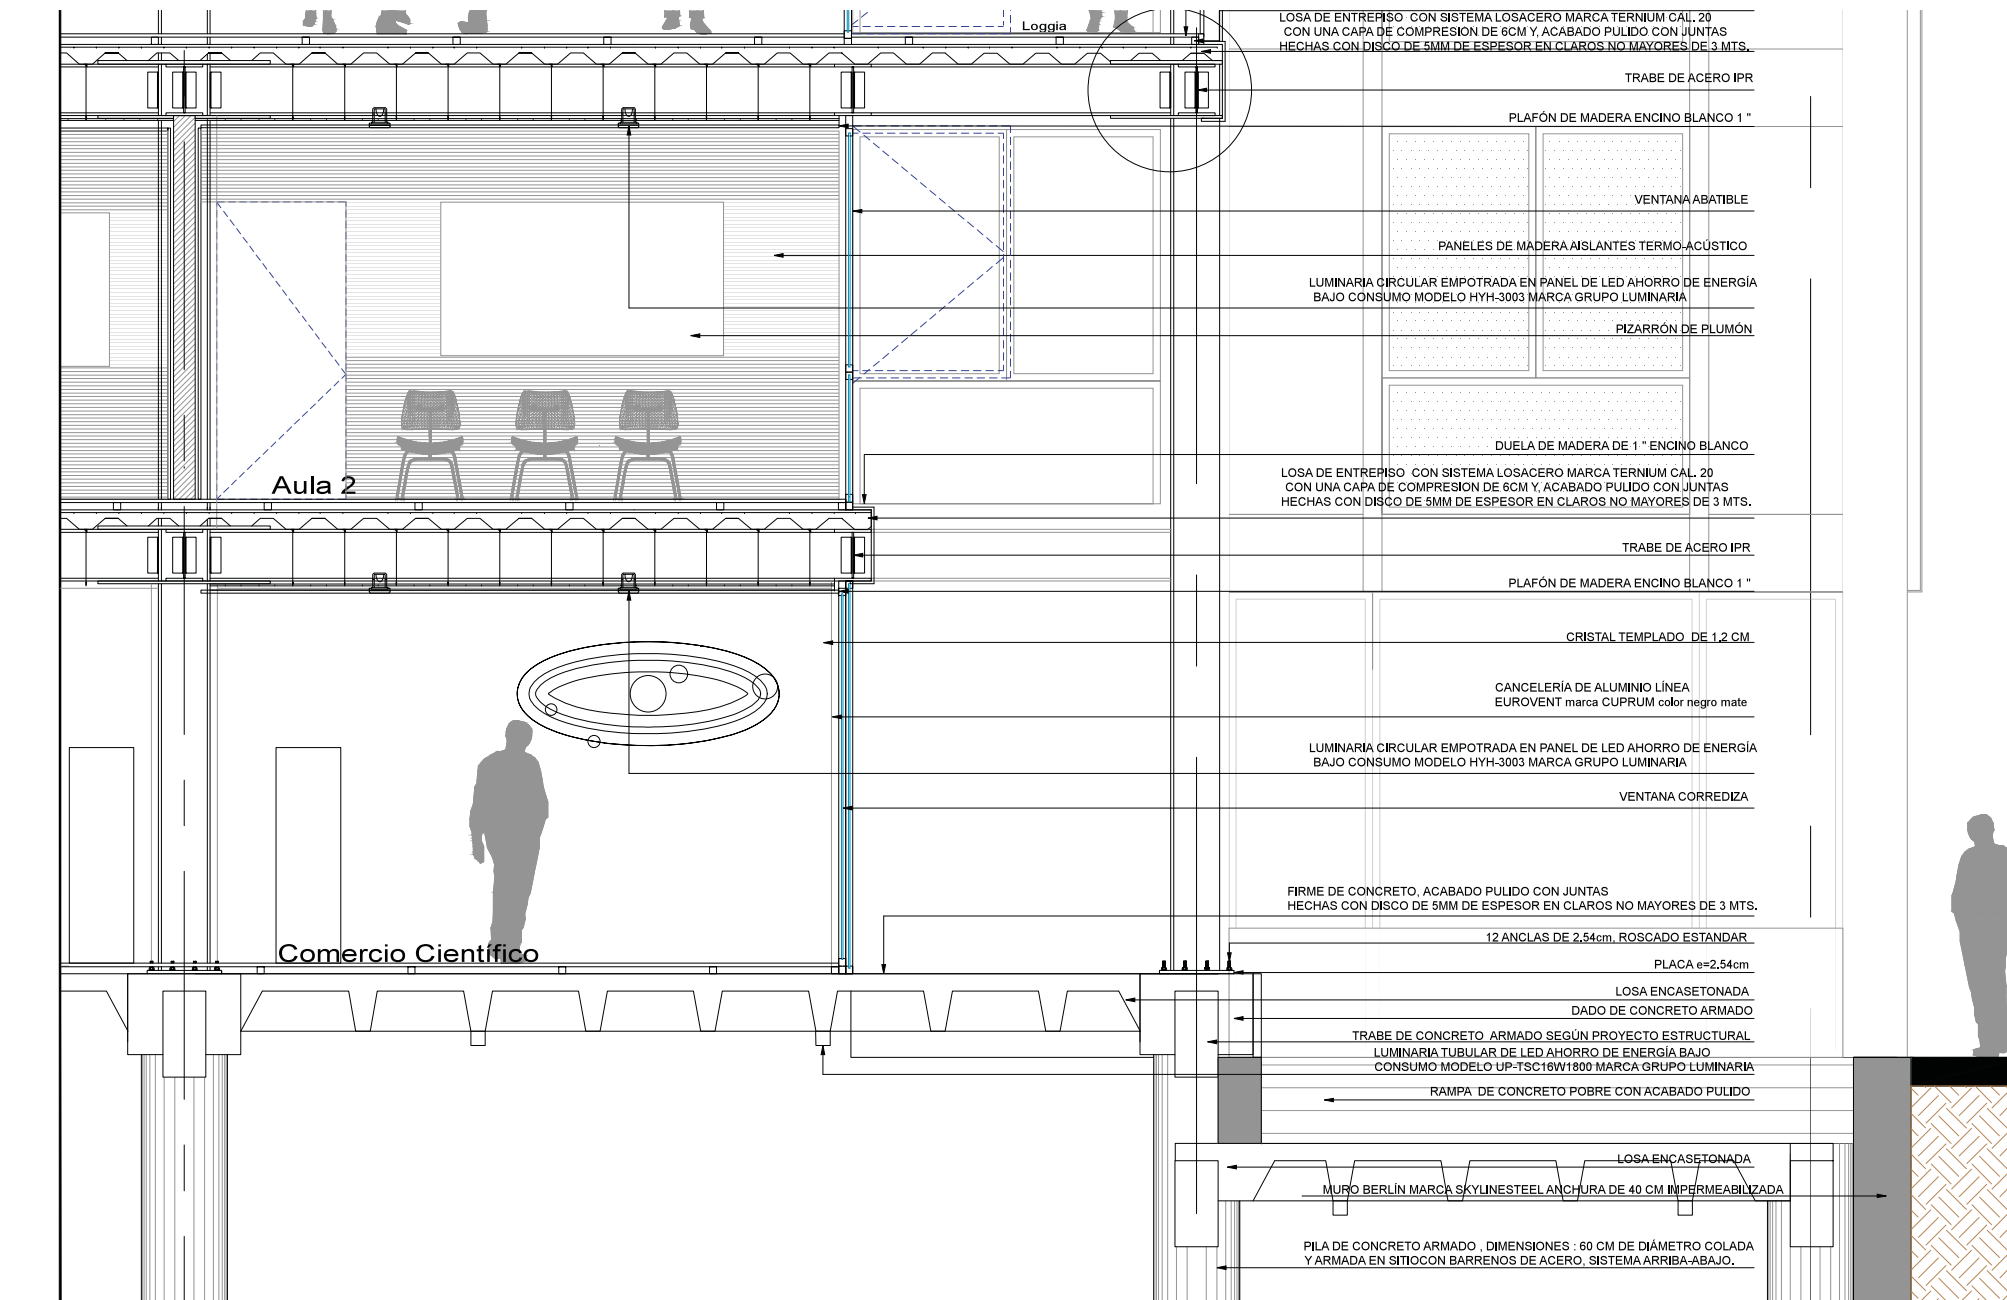 Loggia
LOSA DE ENTREPISO CON SISTEMA LOSACERO MARCA TERNIUM CAL. 20
CON UNA CAPA DE COMPRESION DE 6CM Y, ACABADO PULIDO CON JUNTAS
HECHAS CON DISCO DE 5MM DE ESPESOR EN CLAROS NO MAYORES DE 3 MTS.
TRABE DE ACERO IPR
PLAFÓN DE MADERA ENCINO BLANCO 1 "
VENTANA ABATIBLE
PANELES DE MADERA AISLANTES TERMO-ACÚSTICO
LUMINARIA CIRCULAR EMPOTRADA EN PANEL DE LED AHORRO DE ENERGÍA
BAJO CONSUMO MODELO HYH-3003 MARCA GRUPO LUMINARIA
PIZARRÓN DE PLUMÓN
DUELA DE MADERA DE 1 " ENCINO BLANCO
LOSA DE ENTREPISO CON SISTEMA LOSACERO MARCA TERNIUM CAL. 20
CON UNA CAPA DE COMPRESION DE 6CM Y, ACABADO PULIDO CON JUNTAS
HECHAS CON DISCO DE 5MM DE ESPESOR EN CLAROS NO MAYORES DE 3 MTS.
Aula 2
TRABE DE ACERO IPR
PLAFÓN DE MADERA ENCINO BLANCO 1 "
CRISTAL TEMPLADO DE 1,2 CM
CANCELERÍA DE ALUMINIO LÍNEA
EUROVENT marca CUPRUM color negro mate
LUMINARIA CIRCULAR EMPOTRADA EN PANEL DE LED AHORRO DE ENERGÍA
BAJO CONSUMO MODELO HYH-3003 MARCA GRUPO LUMINARIA
VENTANA CORREDIZA
FIRME DE CONCRETO, ACABADO PULIDO CON JUNTAS
HECHAS CON DISCO DE 5MM DE ESPESOR EN CLAROS NO MAYORES DE 3 MTS.
12 ANCLAS DE 2.54cm, ROSCADO ESTANDAR
Comercio Científico
PLACA e=2.54cm
LOSA ENCASETONADA
DADO DE CONCRETO ARMADO
TRABE DE CONCRETO ARMADO SEGÚN PROYECTO ESTRUCTURAL
LUMINARIA TUBULAR DE LED AHORRO DE ENERGÍA BAJO
CONSUMO MODELO UP-TSC16W1800 MARCA GRUPO LUMINARIA
RAMPA DE CONCRETO POBRE CON ACABADO PULIDO
LOSA ENCASETONADA
MURO BERLÍN MARCA SKYLINESTEEL ANCHURA DE 40 CM IMPERMEABILIZADA
PILA DE CONCRETO ARMADO , DIMENSIONES : 60 CM DE DIÁMETRO COLADA
Y ARMADA EN SITIOCON BARRENOS DE ACERO, SISTEMA ARRIBA-ABAJO.